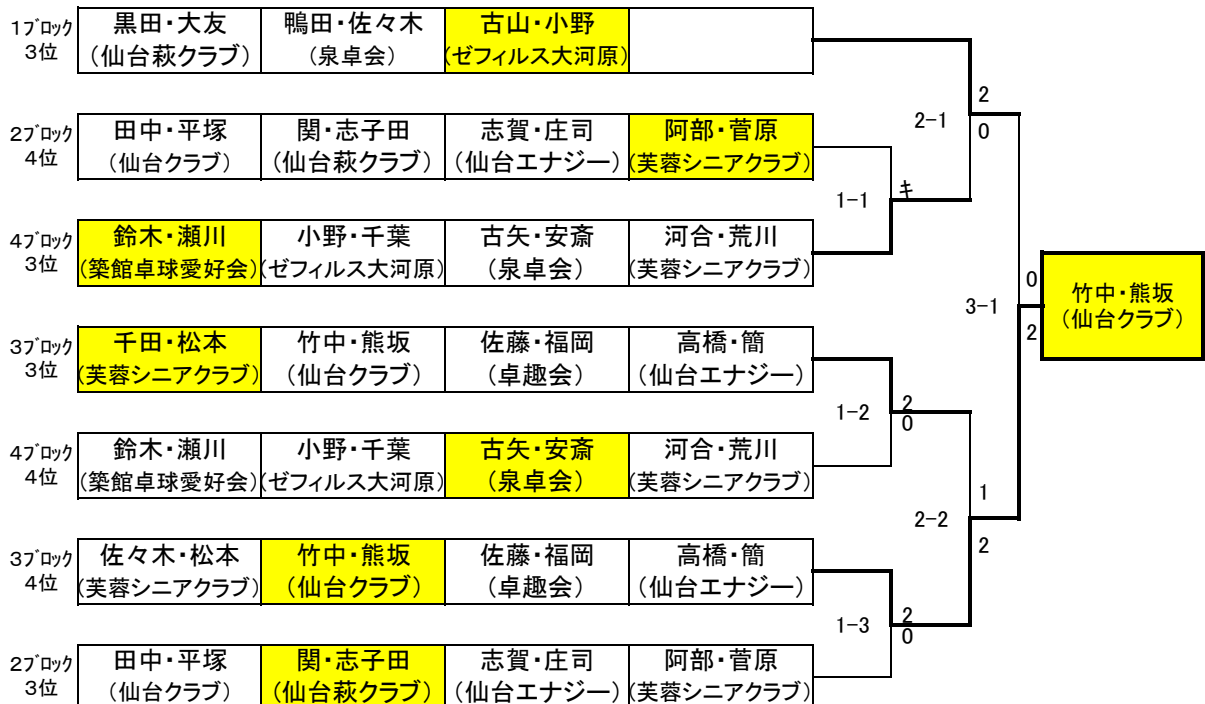 1ブロック 黒田・大友 鴨田・佐々木 古山・小野
3位 (仙台萩クラブ) (泉卓会) (ゼフィルス大河原)
2
2-1
0
2ブロック 田中・平塚 関・志子田 志賀・庄司 阿部・菅原
4位 (仙台クラブ) (仙台萩クラブ) (仙台エナジー) (芙蓉シニアクラブ)
1-1 キ
4ブロック 鈴木・瀬川 小野・千葉 古矢・安斎 河合・荒川
3位 (築館卓球愛好会) (ゼフィルス大河原) (泉卓会) (芙蓉シニアクラブ)
0
3-1
2
竹中・熊坂
(仙台クラブ)
3ブロック 千田・松本 竹中・熊坂 佐藤・福岡 高橋・簡
3位 (芙蓉シニアクラブ) (仙台クラブ) (卓趣会) (仙台エナジー)
1-2 2
0
4ブロック 鈴木・瀬川 小野・千葉 古矢・安斎 河合・荒川
4位 (築館卓球愛好会) (ゼフィルス大河原) (泉卓会) (芙蓉シニアクラブ)
1
2-2
2
3ブロック 佐々木・松本 竹中・熊坂 佐藤・福岡 高橋・簡
4位 (芙蓉シニアクラブ) (仙台クラブ) (卓趣会) (仙台エナジー)
1-3 2
0
2ブロック 田中・平塚 関・志子田 志賀・庄司 阿部・菅原
3位 (仙台クラブ) (仙台萩クラブ) (仙台エナジー) (芙蓉シニアクラブ)